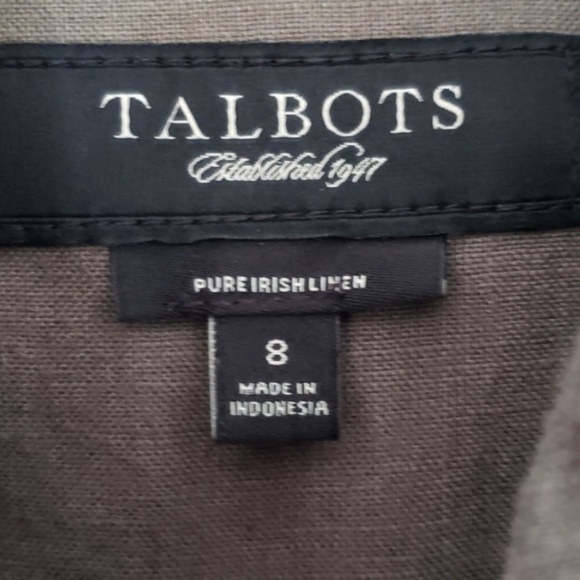 TALBOTS
Established 1947
PURE IRISH LINEN
8
MADE IN
INDONESIA